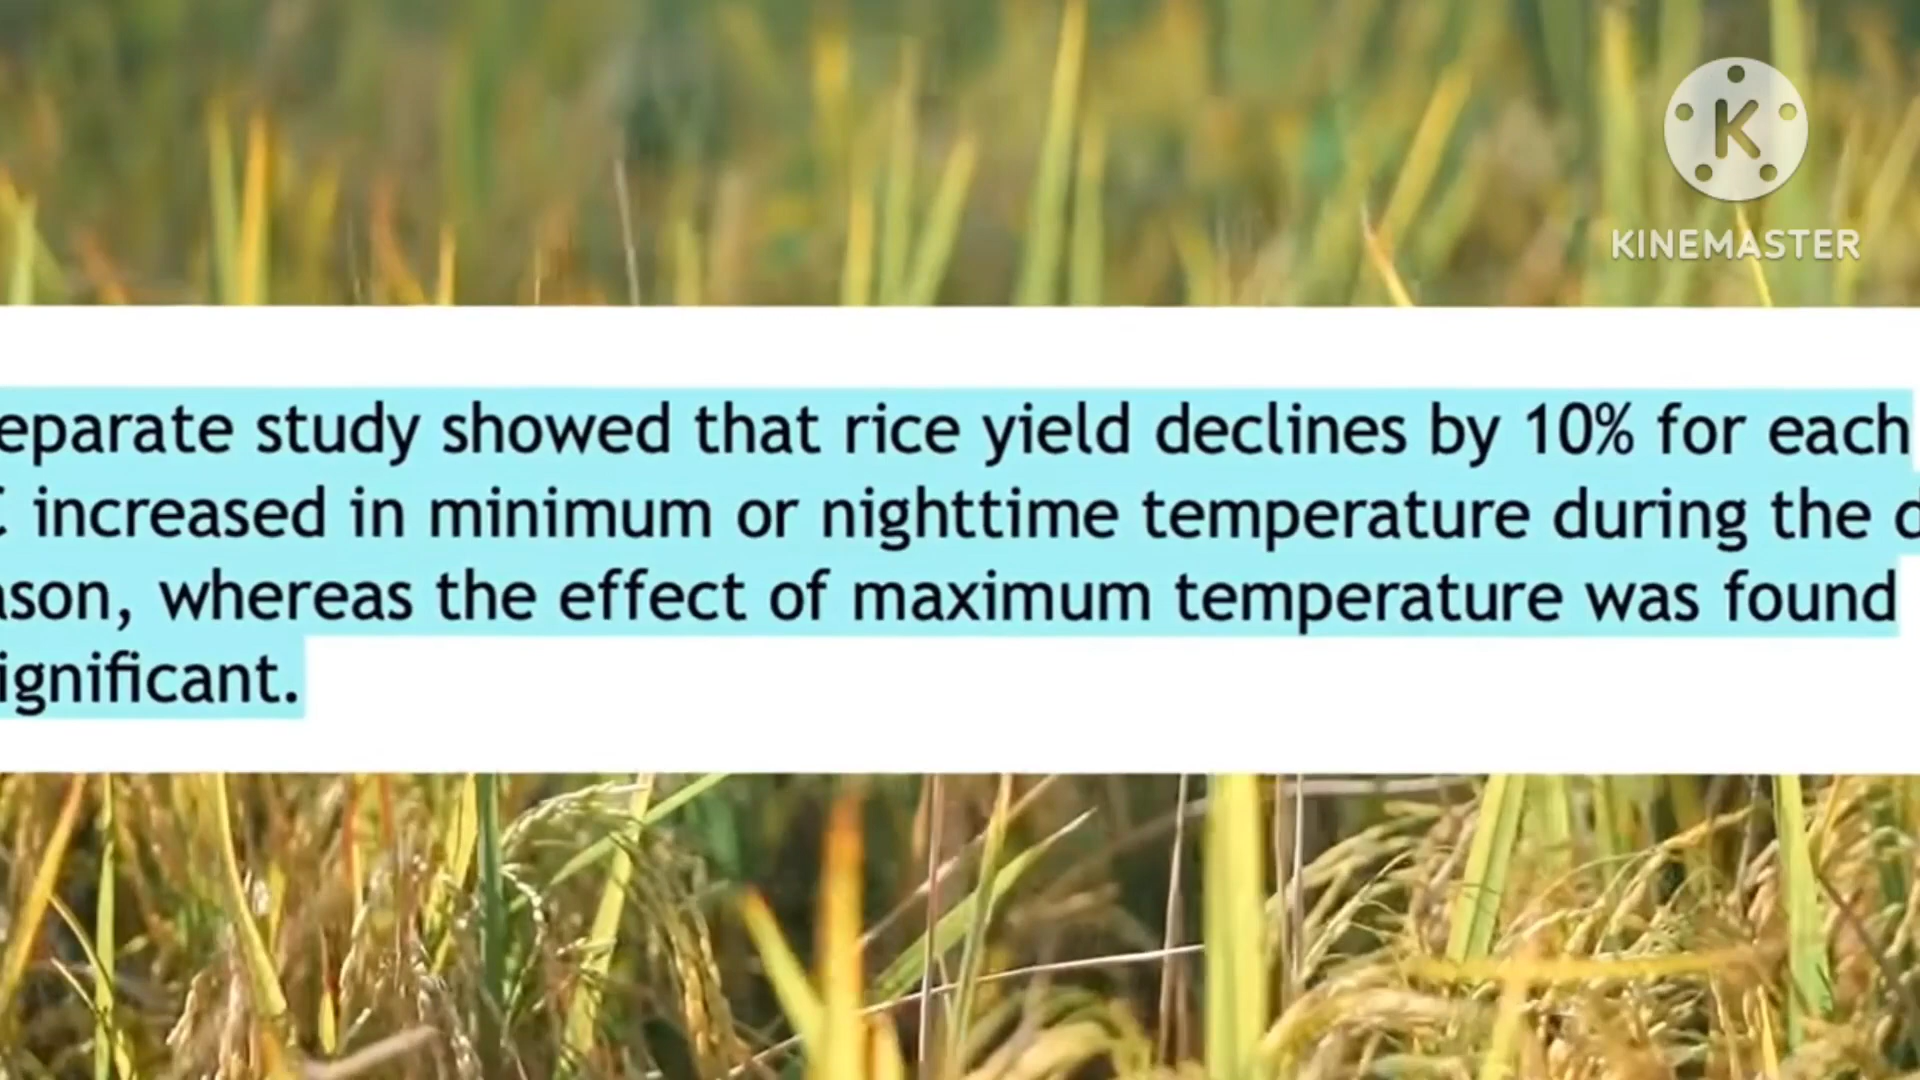 KINEMASTER
eparate study showed that rice yield declines by 10% for each
increased in minimum or nighttime temperature during the d
ason, whereas the effect of maximum temperature was found
ignificant.